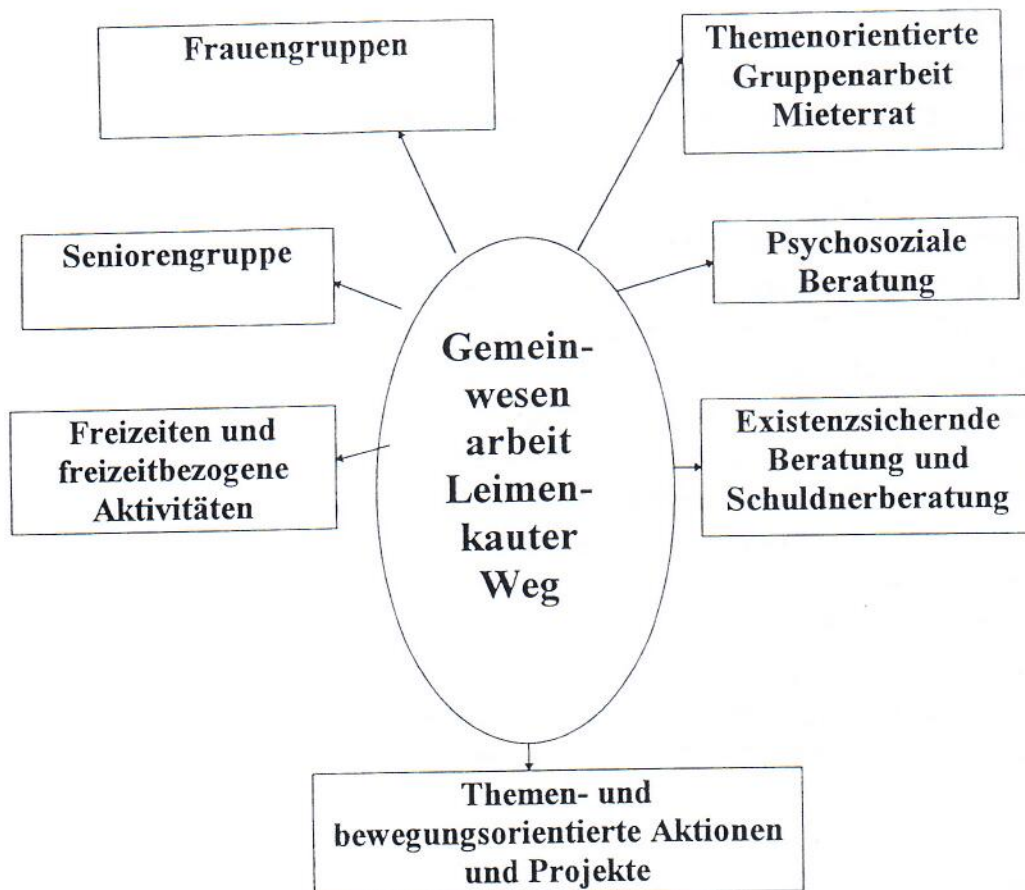 Frauengruppen
Themenorientierte
Gruppenarbeit
Mieterrat
Seniorengruppe
Psychosoziale
Beratung
Gemein-
wesen
arbeit
Leimen-
kauter
Weg
Freizeiten und
freizeitbezogene
Aktivitäten
Existenzsichernde
Beratung und
Schuldnerberatung
Themen- und
bewegungsorientierte Aktionen
und Projekte